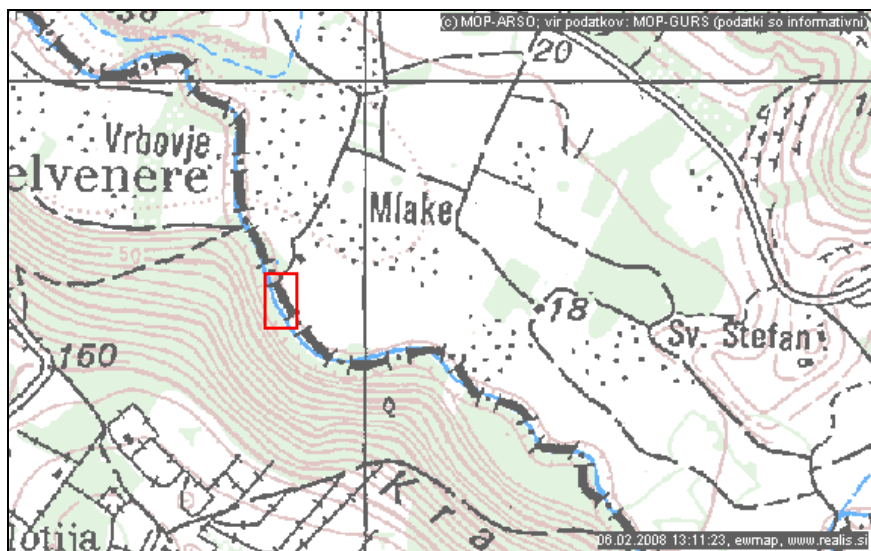 (c) MOP-ARSO; vir podatkov: MOP-GURS (podatki so informativni)
20
Vrbovje
elvenere
Mlake
50
18
Sv. Štefan
160
K r a
lotija
06.02.2008 13:11:23, ewmap, www.realis.si